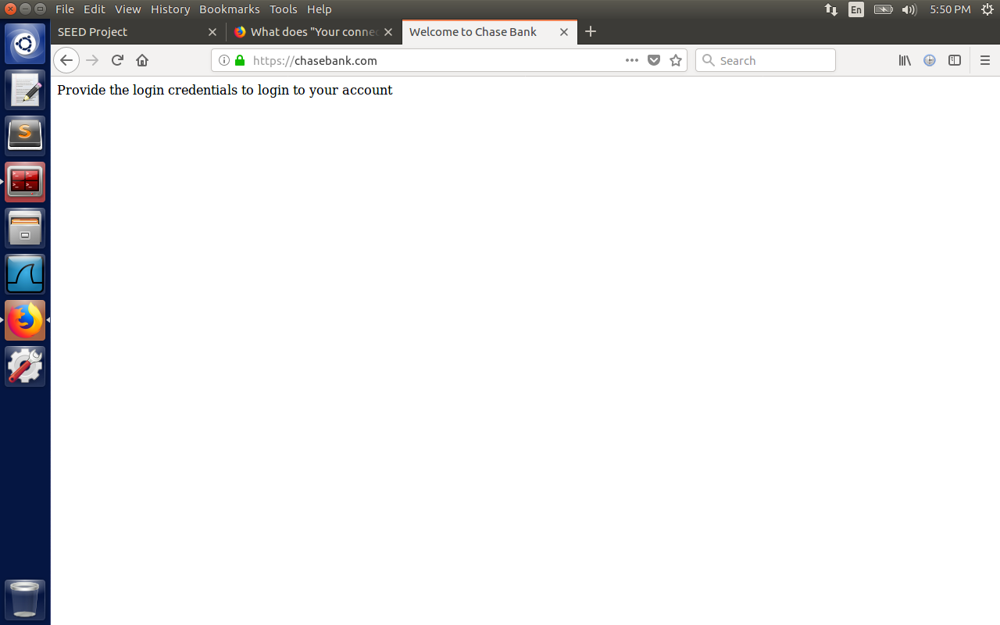 File Edit View History Bookmarks Tools Help En 5:50 PM
SEED Project What does "Your connec Welcome to Chase Bank
https://chasebank.com Search
Provide the login credentials to login to your account